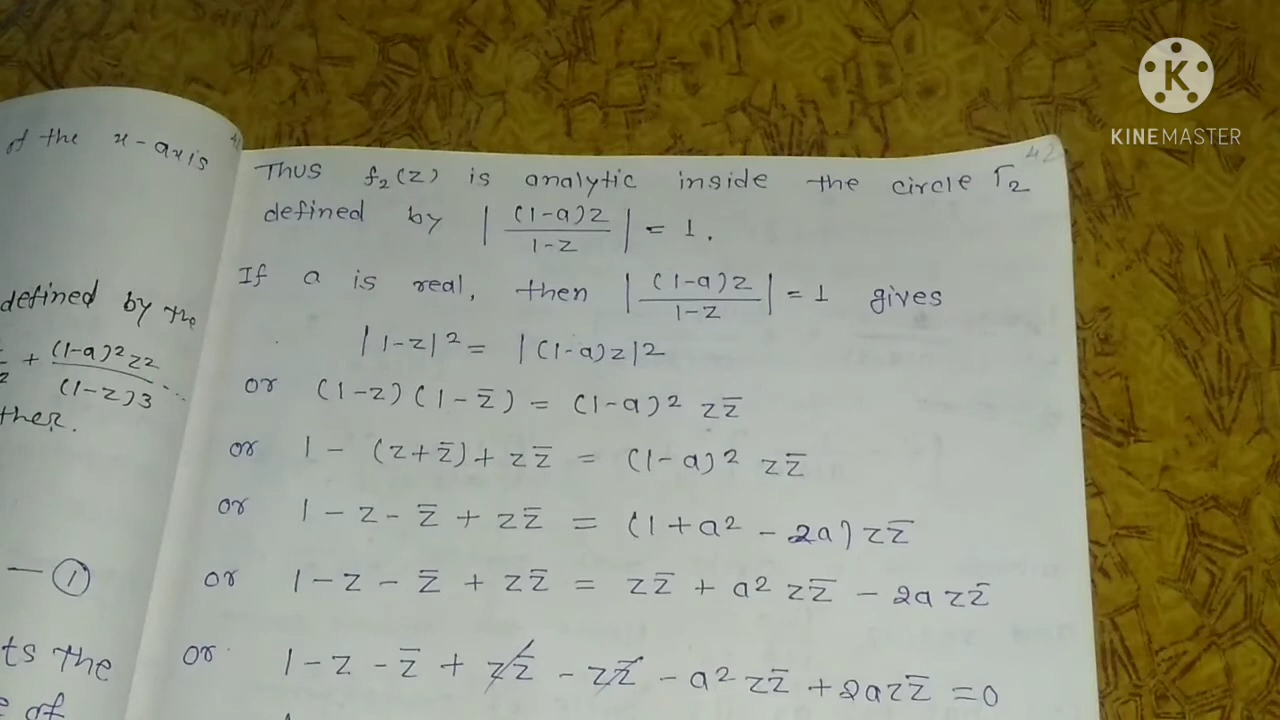 of the x-axis
defined by the
+ (1-a)²z² / (1-z)3 ...
ther.
— ①
ts the
e of
42
Thus f₂(z) is analytic inside the circle Γ₂
defined by | (1-a)z / 1-z | = 1.
If a is real, then | (1-a)z / 1-z | = 1 gives
|1-z|² = |(1-a)z|²
or (1-z)(1-z̄) = (1-a)² zz̄
or 1 - (z+z̄) + zz̄ = (1-a)² zz̄
or 1 - z - z̄ + zz̄ = (1+a² - 2a) zz̄
or 1 - z - z̄ + zz̄ = zz̄ + a² zz̄ - 2a zz̄
or 1 - z - z̄ + zz̄ - zz̄ - a² zz̄ + 2azz̄ = 0
KINEMASTER